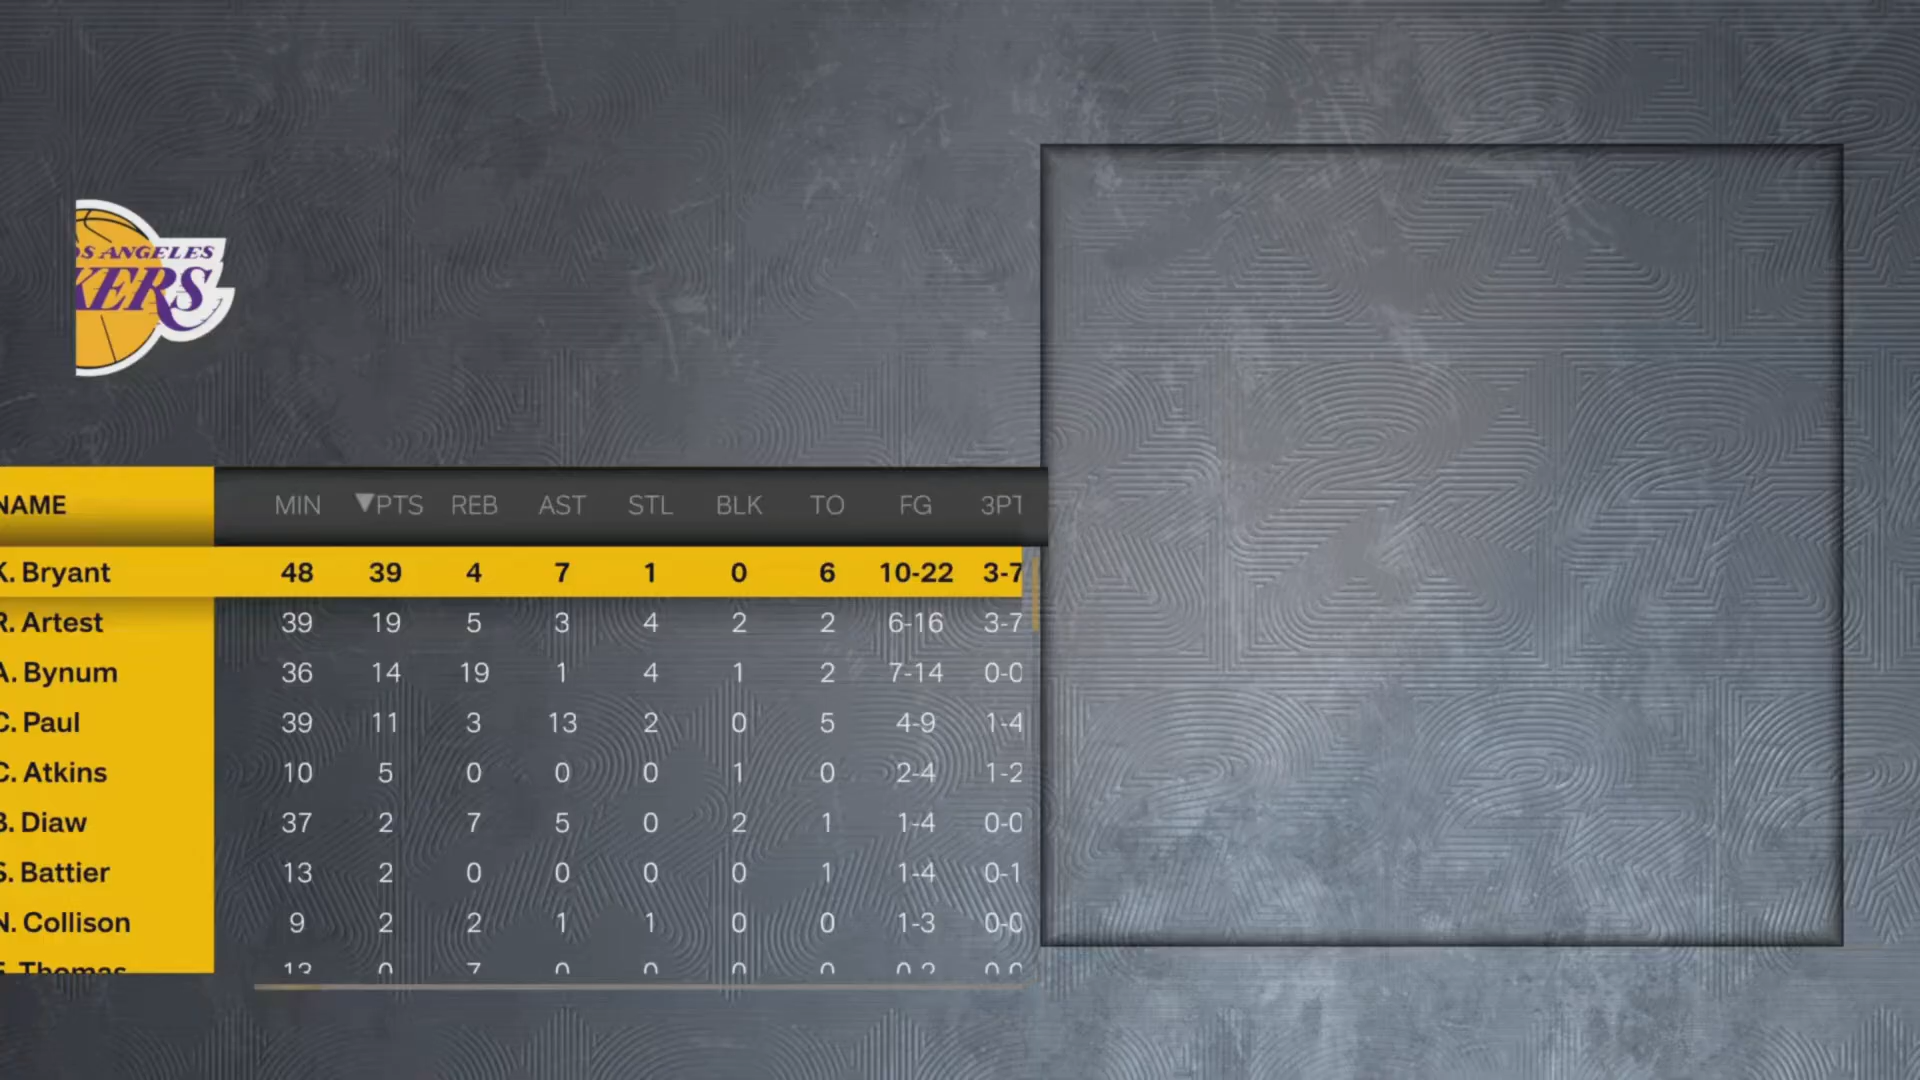 OS ANGELES
KERS
NAME MIN ▼PTS REB AST STL BLK TO FG 3PT
K. Bryant 48 39 4 7 1 0 6 10-22 3-7
R. Artest 39 19 5 3 4 2 2 6-16 3-7
A. Bynum 36 14 19 1 4 1 2 7-14 0-0
C. Paul 39 11 3 13 2 0 5 4-9 1-4
C. Atkins 10 5 0 0 0 1 0 2-4 1-2
B. Diaw 37 2 7 5 0 2 1 1-4 0-0
S. Battier 13 2 0 0 0 0 1 1-4 0-1
N. Collison 9 2 2 1 1 0 0 1-3 0-0
Thomas